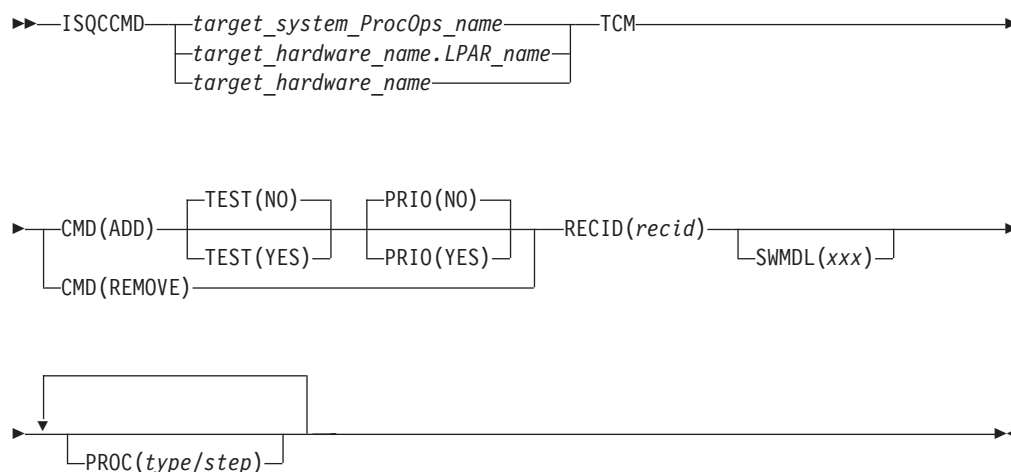 ISQCCMD target_system_ProcOps_name TCM
target_hardware_name.LPAR_name
target_hardware_name
TEST(NO) PRIO(NO)
CMD(ADD) RECID(recid)
TEST(YES) PRIO(YES) SWMDL(xxx)
CMD(REMOVE)
PROC(type/step)